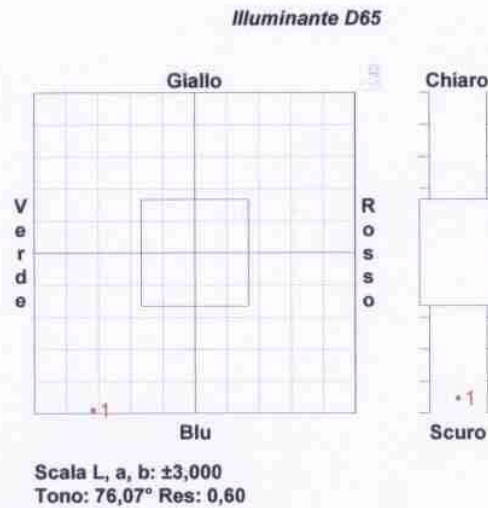 Illuminante D65
Giallo
Chiaro
Verde
Rosso
1
1
Blu
Scuro
Scala L, a, b: ±3,000
Tono: 76,07° Res: 0,60